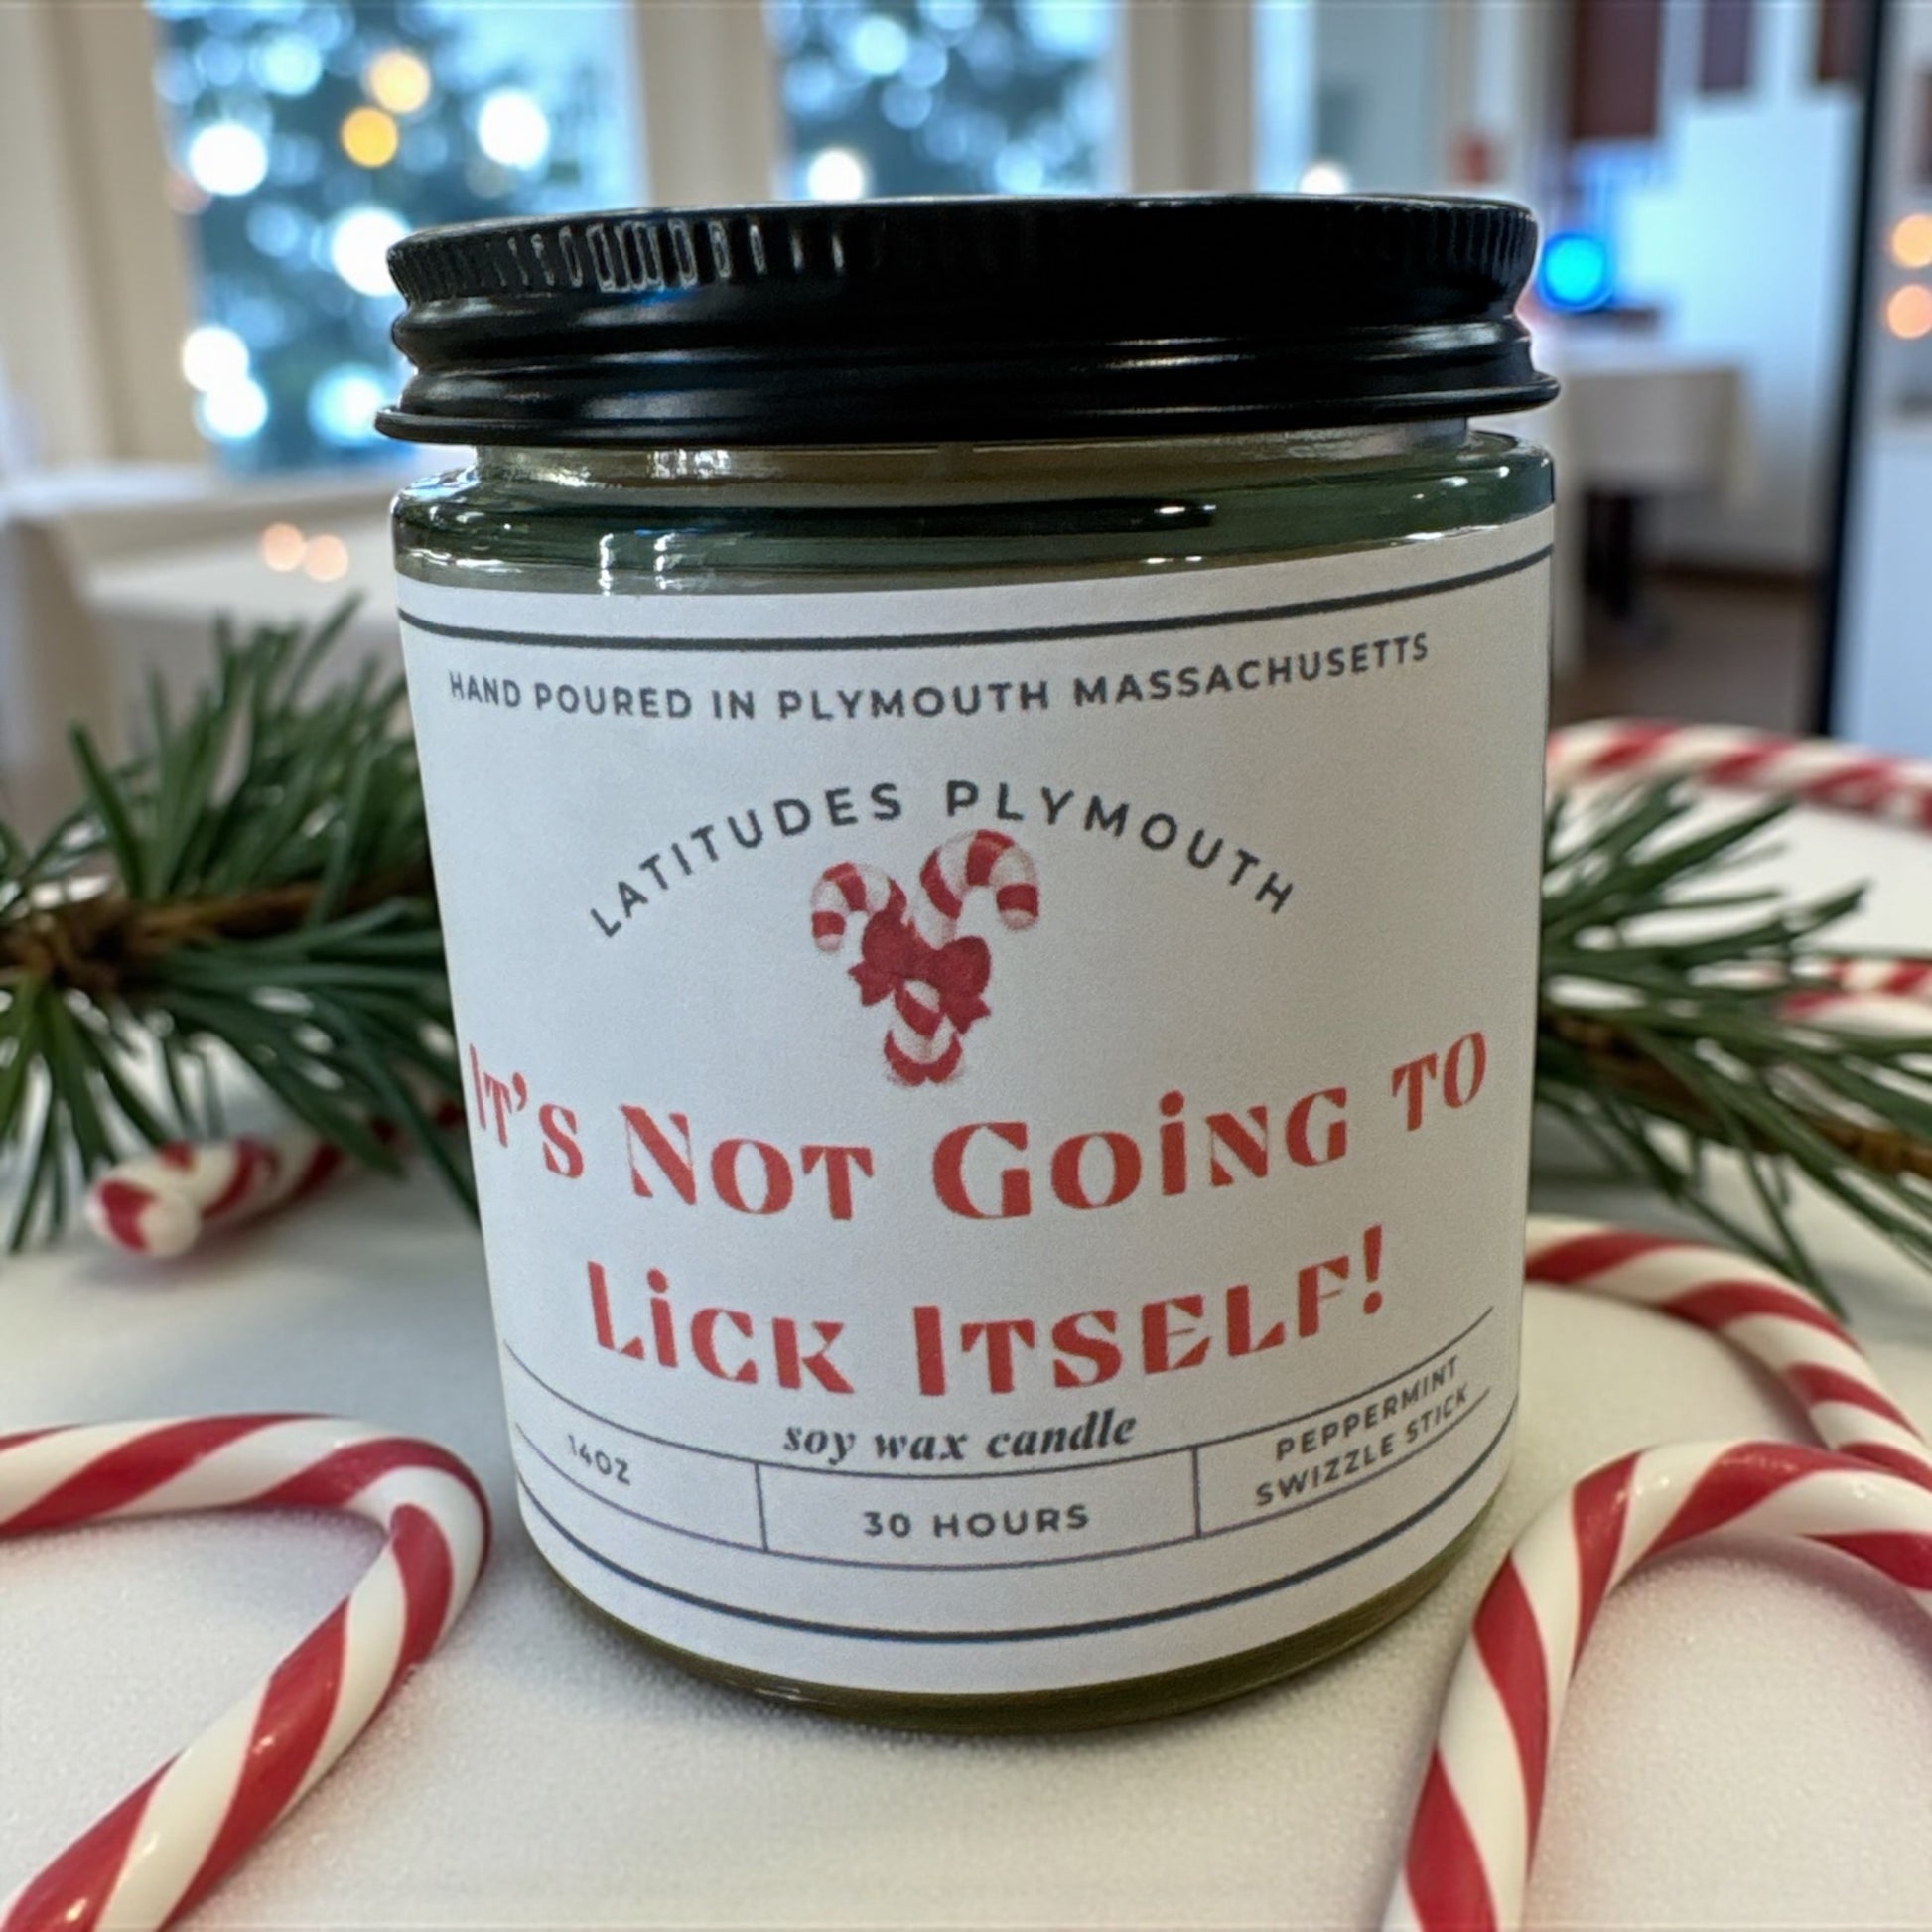 HAND POURED IN PLYMOUTH MASSACHUSETTS
LATITUDES PLYMOUTH
IT'S NOT GOING TO
LICK ITSELF!
soy wax candle
14OZ
30 HOURS
PEPPERMINT
SWIZZLE STICK